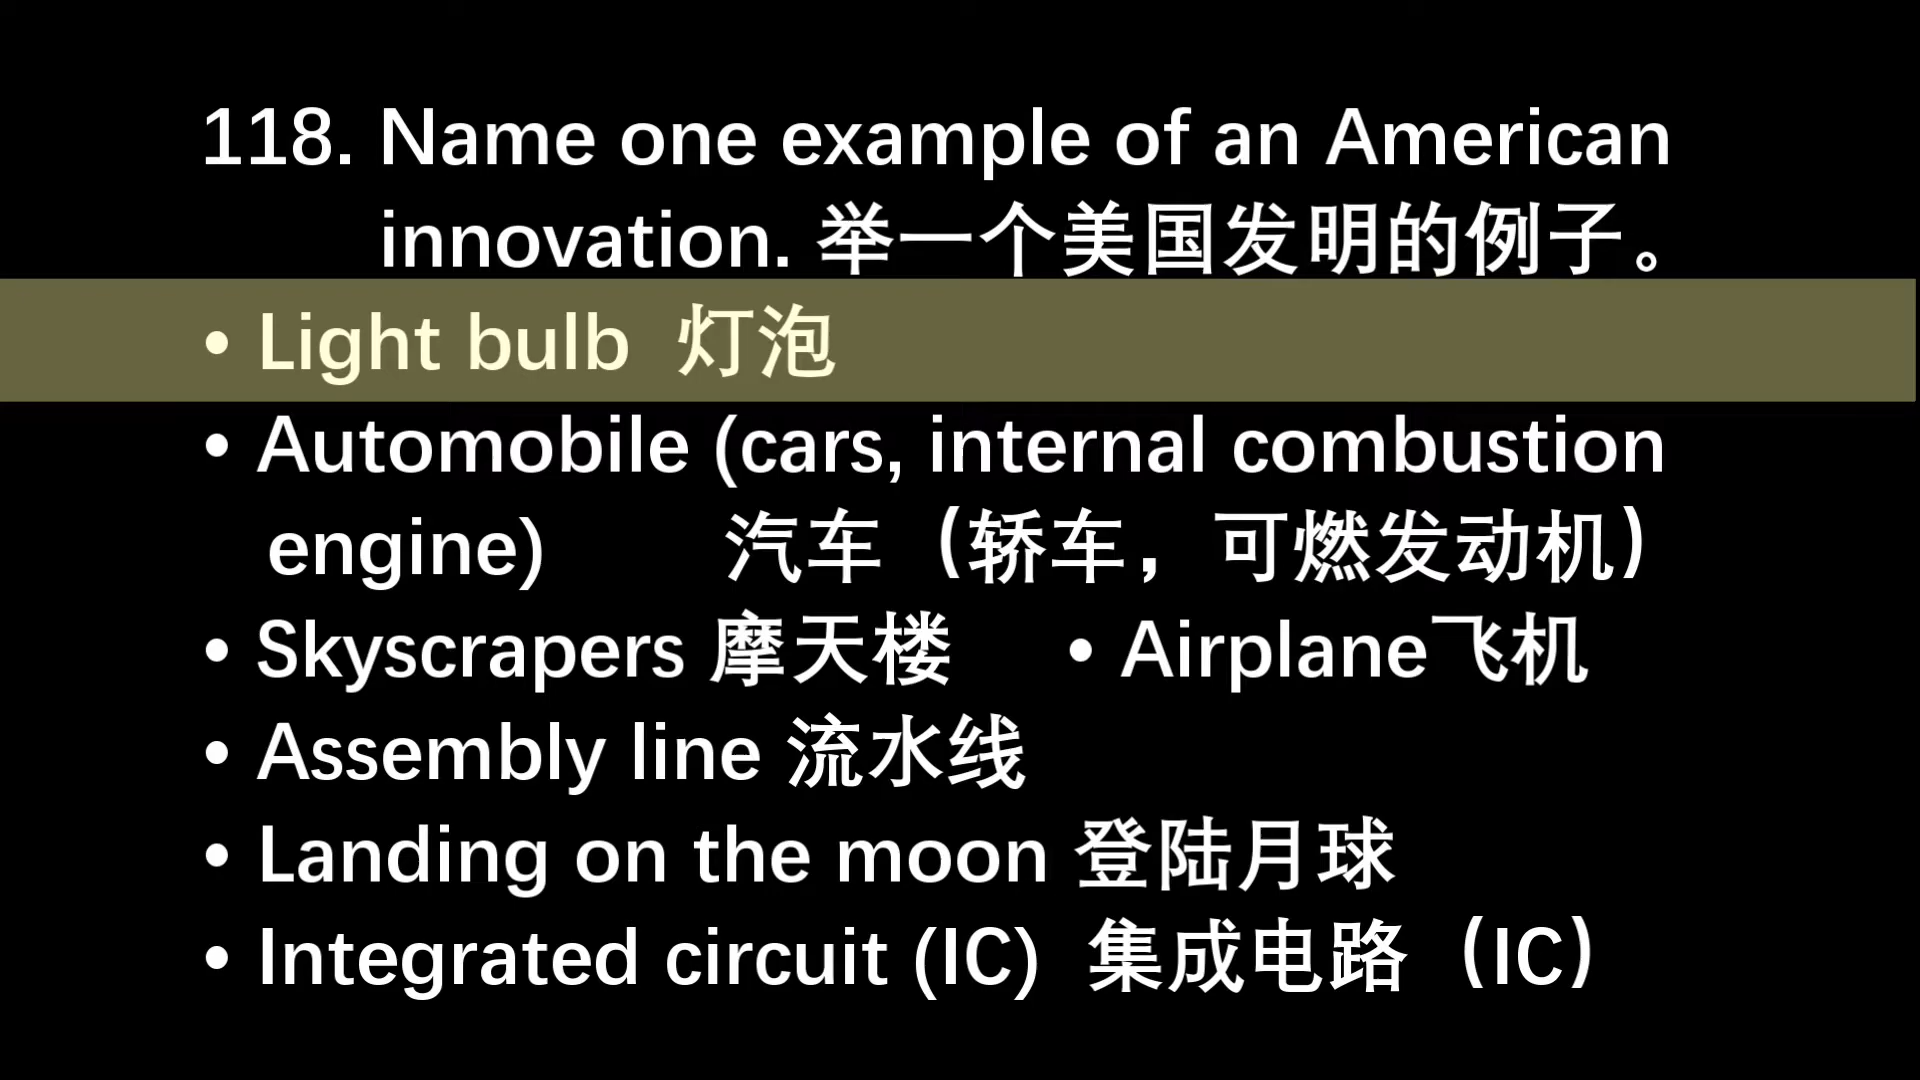 118. Name one example of an American
innovation. 举一个美国发明的例子。
• Light bulb 灯泡
• Automobile (cars, internal combustion
engine) 汽车（轿车，可燃发动机）
• Skyscrapers 摩天楼 • Airplane飞机
• Assembly line 流水线
• Landing on the moon 登陆月球
• Integrated circuit (IC) 集成电路（IC）